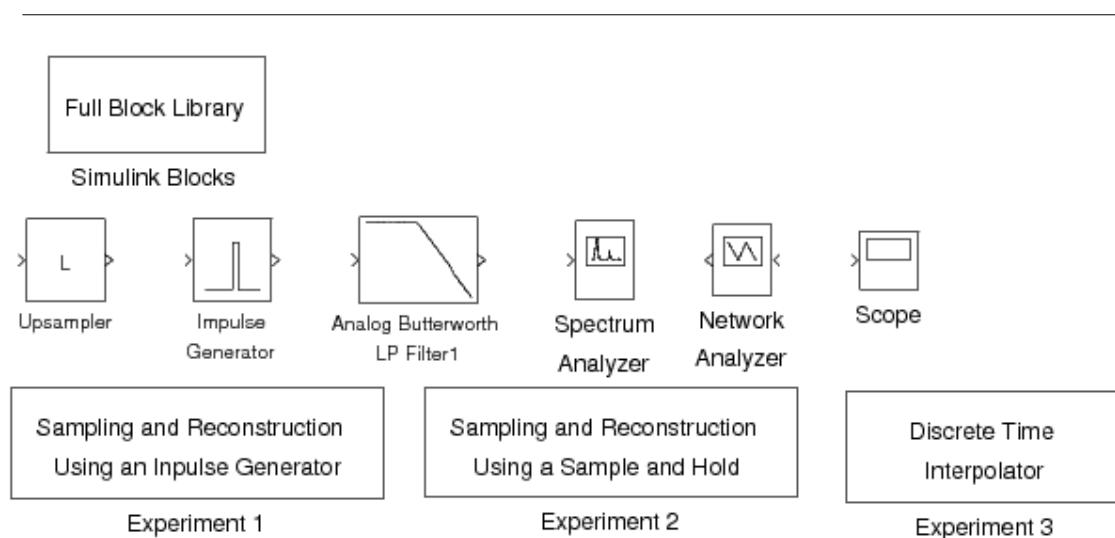 Full Block Library
Simulink Blocks
L
Upsampler
Impulse
Generator
Analog Butterworth
LP Filter1
Spectrum
Analyzer
Network
Analyzer
Scope
Sampling and Reconstruction
Using an Inpulse Generator
Experiment 1
Sampling and Reconstruction
Using a Sample and Hold
Experiment 2
Discrete Time
Interpolator
Experiment 3